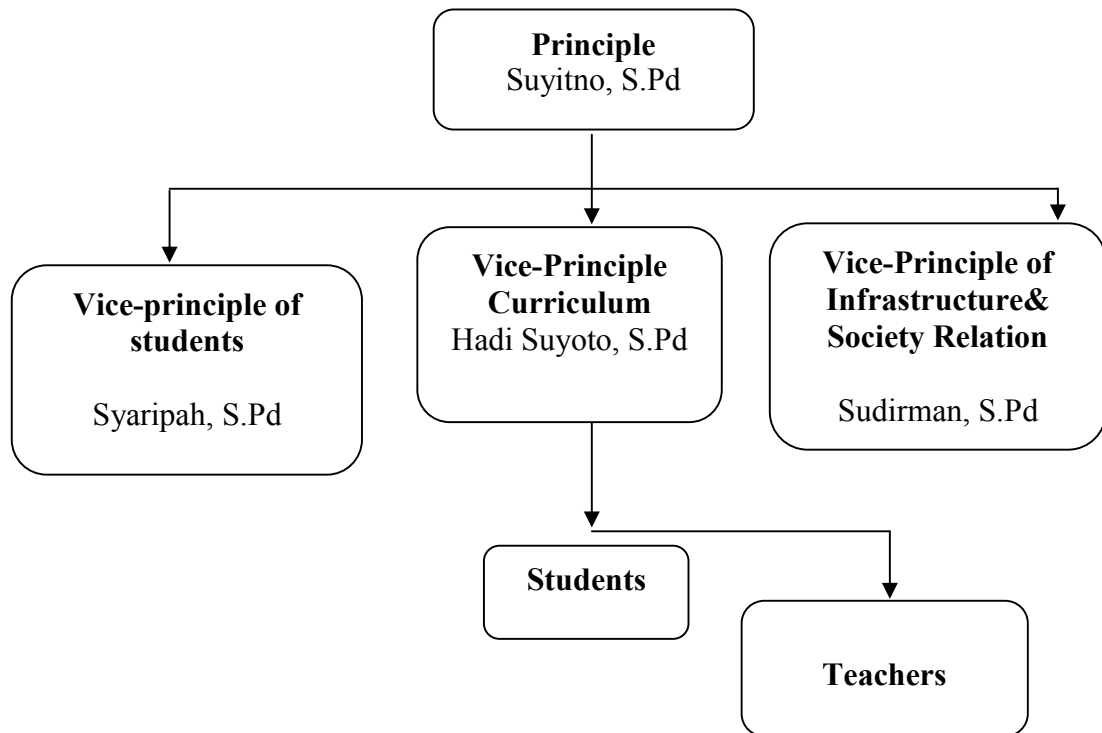 Principle
Suyitno, S.Pd
Vice-principle of
students
Syaripah, S.Pd
Vice-Principle
Curriculum
Hadi Suyoto, S.Pd
Vice-Principle of
Infrastructure&
Society Relation
Sudirman, S.Pd
Students
Teachers